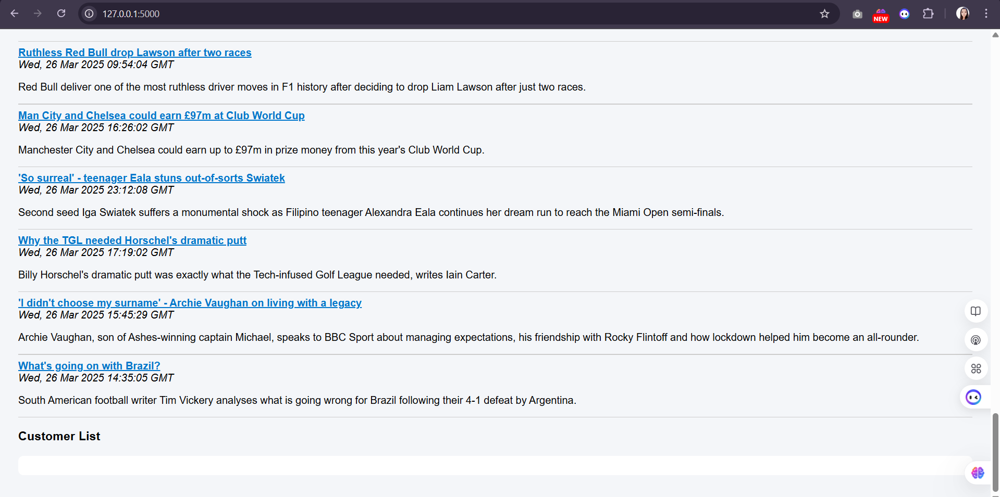 127.0.0.1:5000
NEW
Ruthless Red Bull drop Lawson after two races
Wed, 26 Mar 2025 09:54:04 GMT
Red Bull deliver one of the most ruthless driver moves in F1 history after deciding to drop Liam Lawson after just two races.
Man City and Chelsea could earn £97m at Club World Cup
Wed, 26 Mar 2025 16:26:02 GMT
Manchester City and Chelsea could earn up to £97m in prize money from this year's Club World Cup.
'So surreal' - teenager Eala stuns out-of-sorts Swiatek
Wed, 26 Mar 2025 23:12:08 GMT
Second seed Iga Swiatek suffers a monumental shock as Filipino teenager Alexandra Eala continues her dream run to reach the Miami Open semi-finals.
Why the TGL needed Horschel's dramatic putt
Wed, 26 Mar 2025 17:19:02 GMT
Billy Horschel's dramatic putt was exactly what the Tech-infused Golf League needed, writes Iain Carter.
'I didn't choose my surname' - Archie Vaughan on living with a legacy
Wed, 26 Mar 2025 15:45:29 GMT
Archie Vaughan, son of Ashes-winning captain Michael, speaks to BBC Sport about managing expectations, his friendship with Rocky Flintoff and how lockdown helped him become an all-rounder.
What's going on with Brazil?
Wed, 26 Mar 2025 14:35:05 GMT
South American football writer Tim Vickery analyses what is going wrong for Brazil following their 4-1 defeat by Argentina.
Customer List